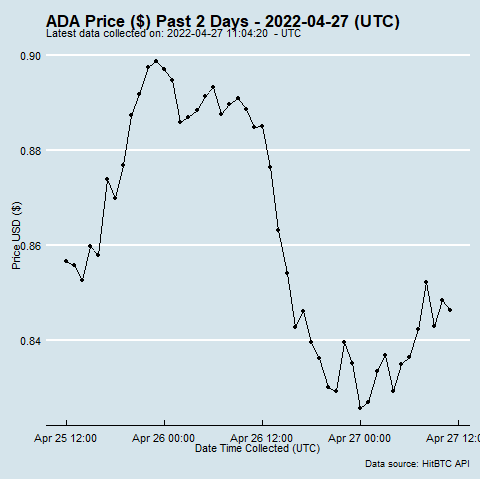 ADA Price ($) Past 2 Days - 2022-04-27 (UTC)
Latest data collected on: 2022-04-27 11:04:20 - UTC
0.90
0.88
0.86
0.84
Price USD ($)
Apr 25 12:00 Apr 26 00:00 Apr 26 12:00 Apr 27 00:00 Apr 27 12:
Date Time Collected (UTC)
Data source: HitBTC API